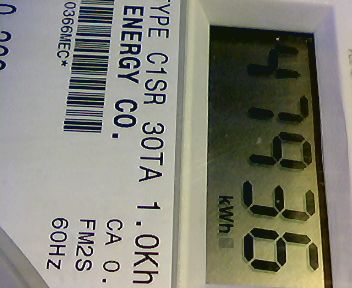 47936
kWh
TYPE C1SR 30TA 1.0Kh
ENERGY CO.
CA 0.
FM2S
60HZ
0366MEC*